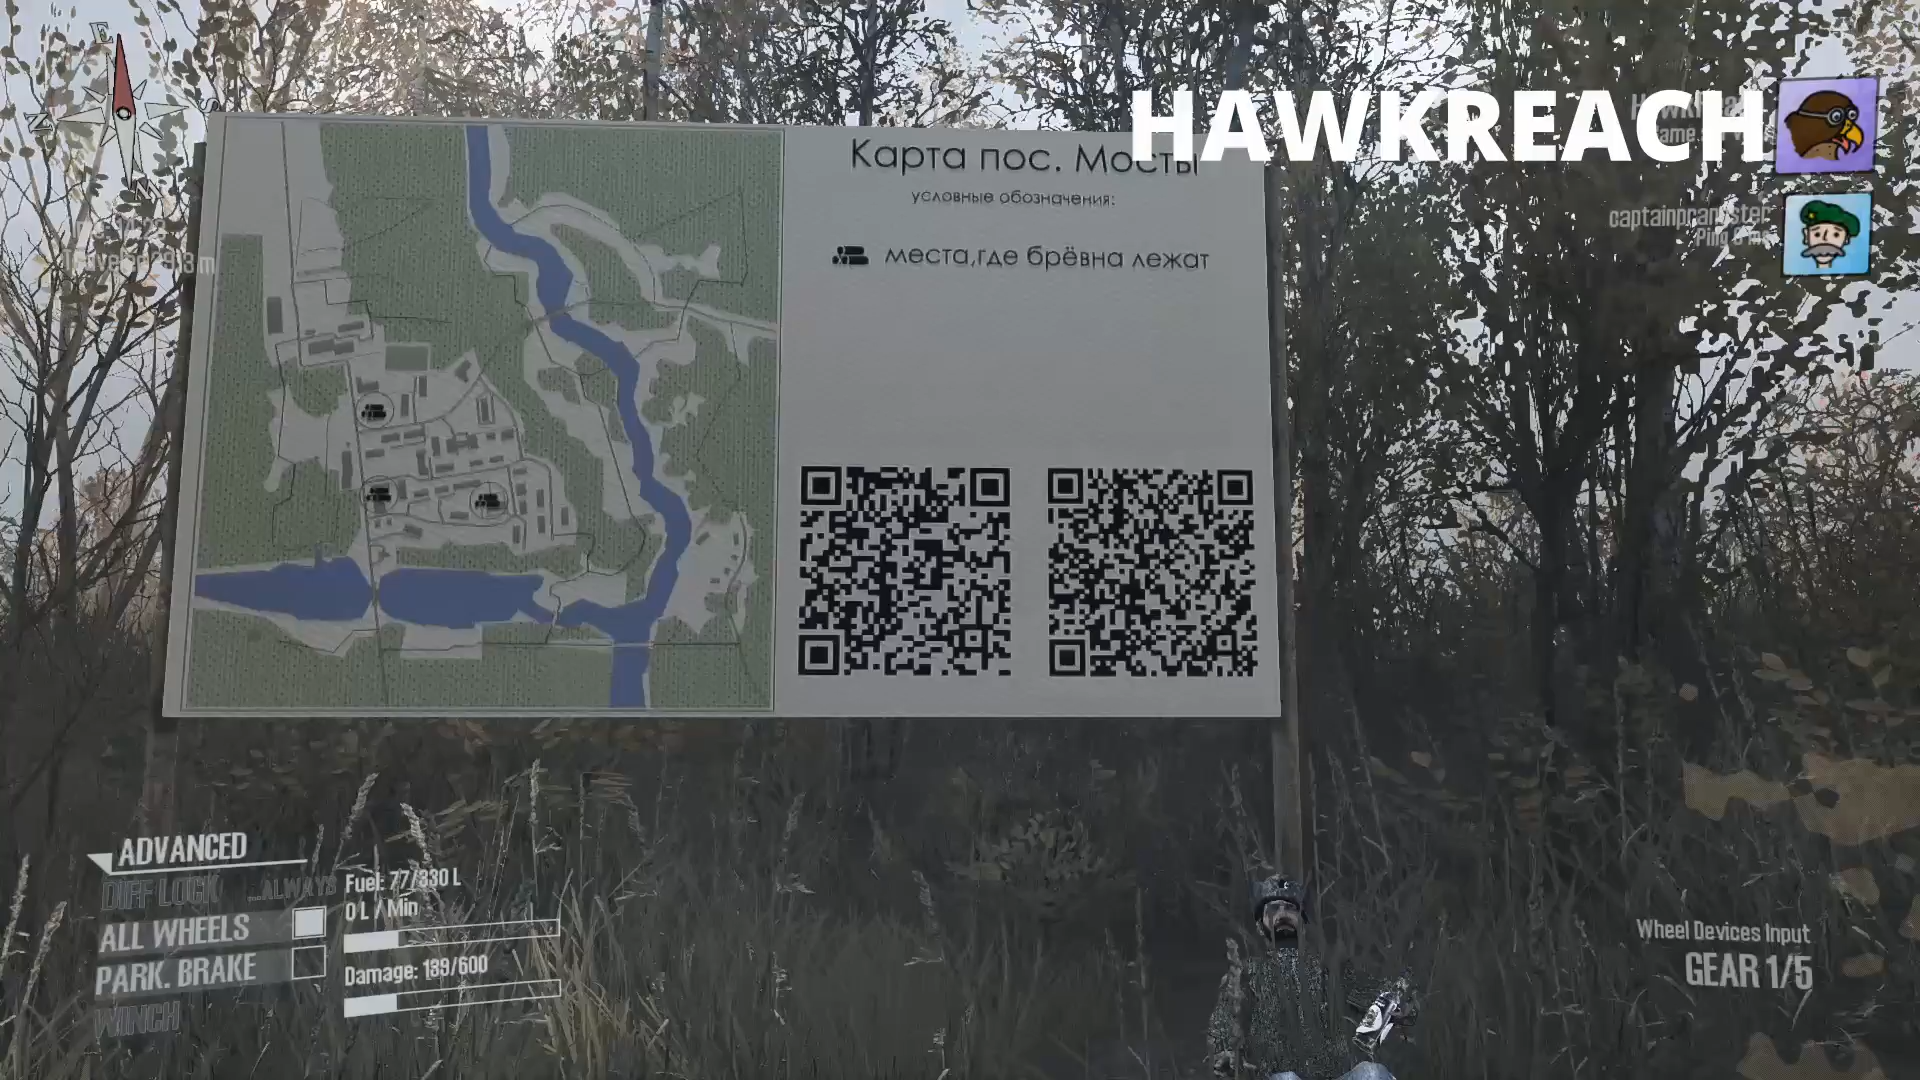 HAWKREACH
Карта пос. Мосты
условные обозначения:
места,где брёвна лежат
captainprangster
E
S
N
ADVANCED
DIFF LOCK ...ALWAYS
ALL WHEELS
PARK. BRAKE
WINCH
Fuel: 77/330 L
0 L / Min
Damage: 189/600
Wheel Devices Input
GEAR 1/5